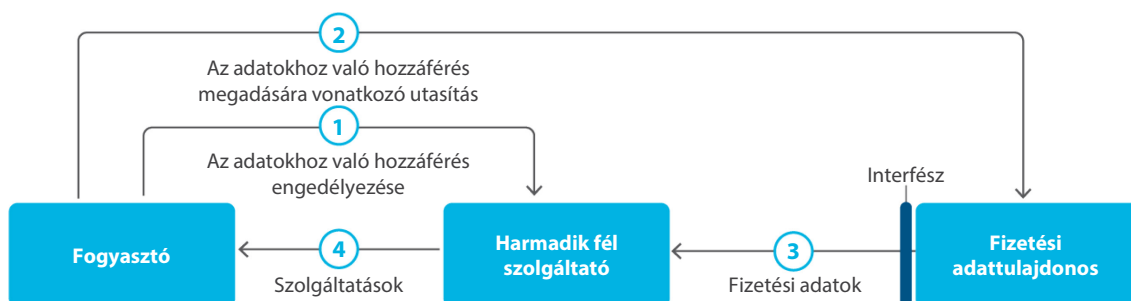 2
Az adatokhoz való hozzáférés
megadására vonatkozó utasítás
1
Az adatokhoz való hozzáférés
engedélyezése
Interfész
Fogyasztó
4
Szolgáltatások
Harmadik fél
szolgáltató
3
Fizetési adatok
Fizetési
adattulajdonos